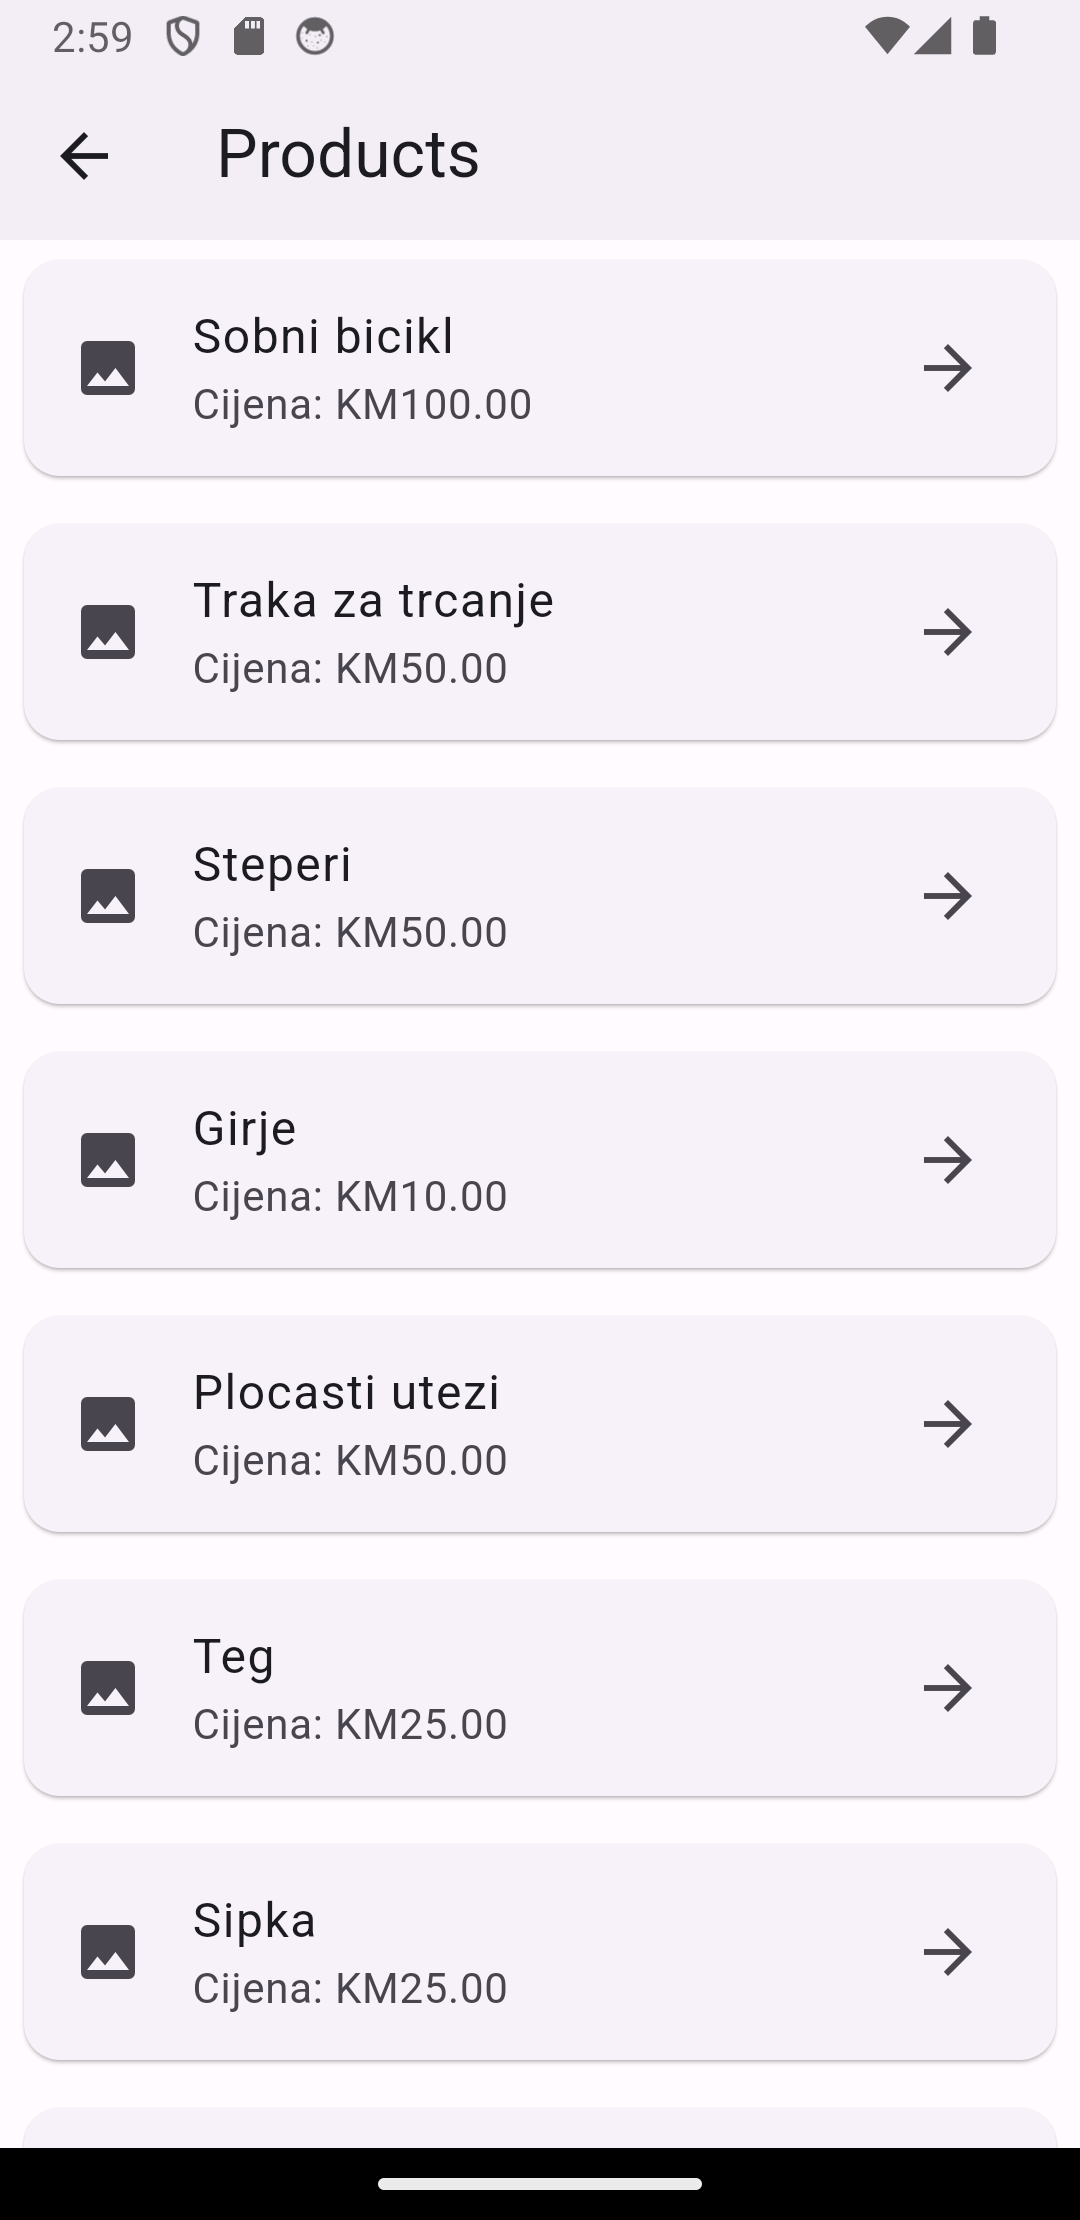 2:59
Products
Sobni bicikl
Cijena: KM100.00
Traka za trcanje
Cijena: KM50.00
Steperi
Cijena: KM50.00
Girje
Cijena: KM10.00
Plocasti utezi
Cijena: KM50.00
Teg
Cijena: KM25.00
Sipka
Cijena: KM25.00